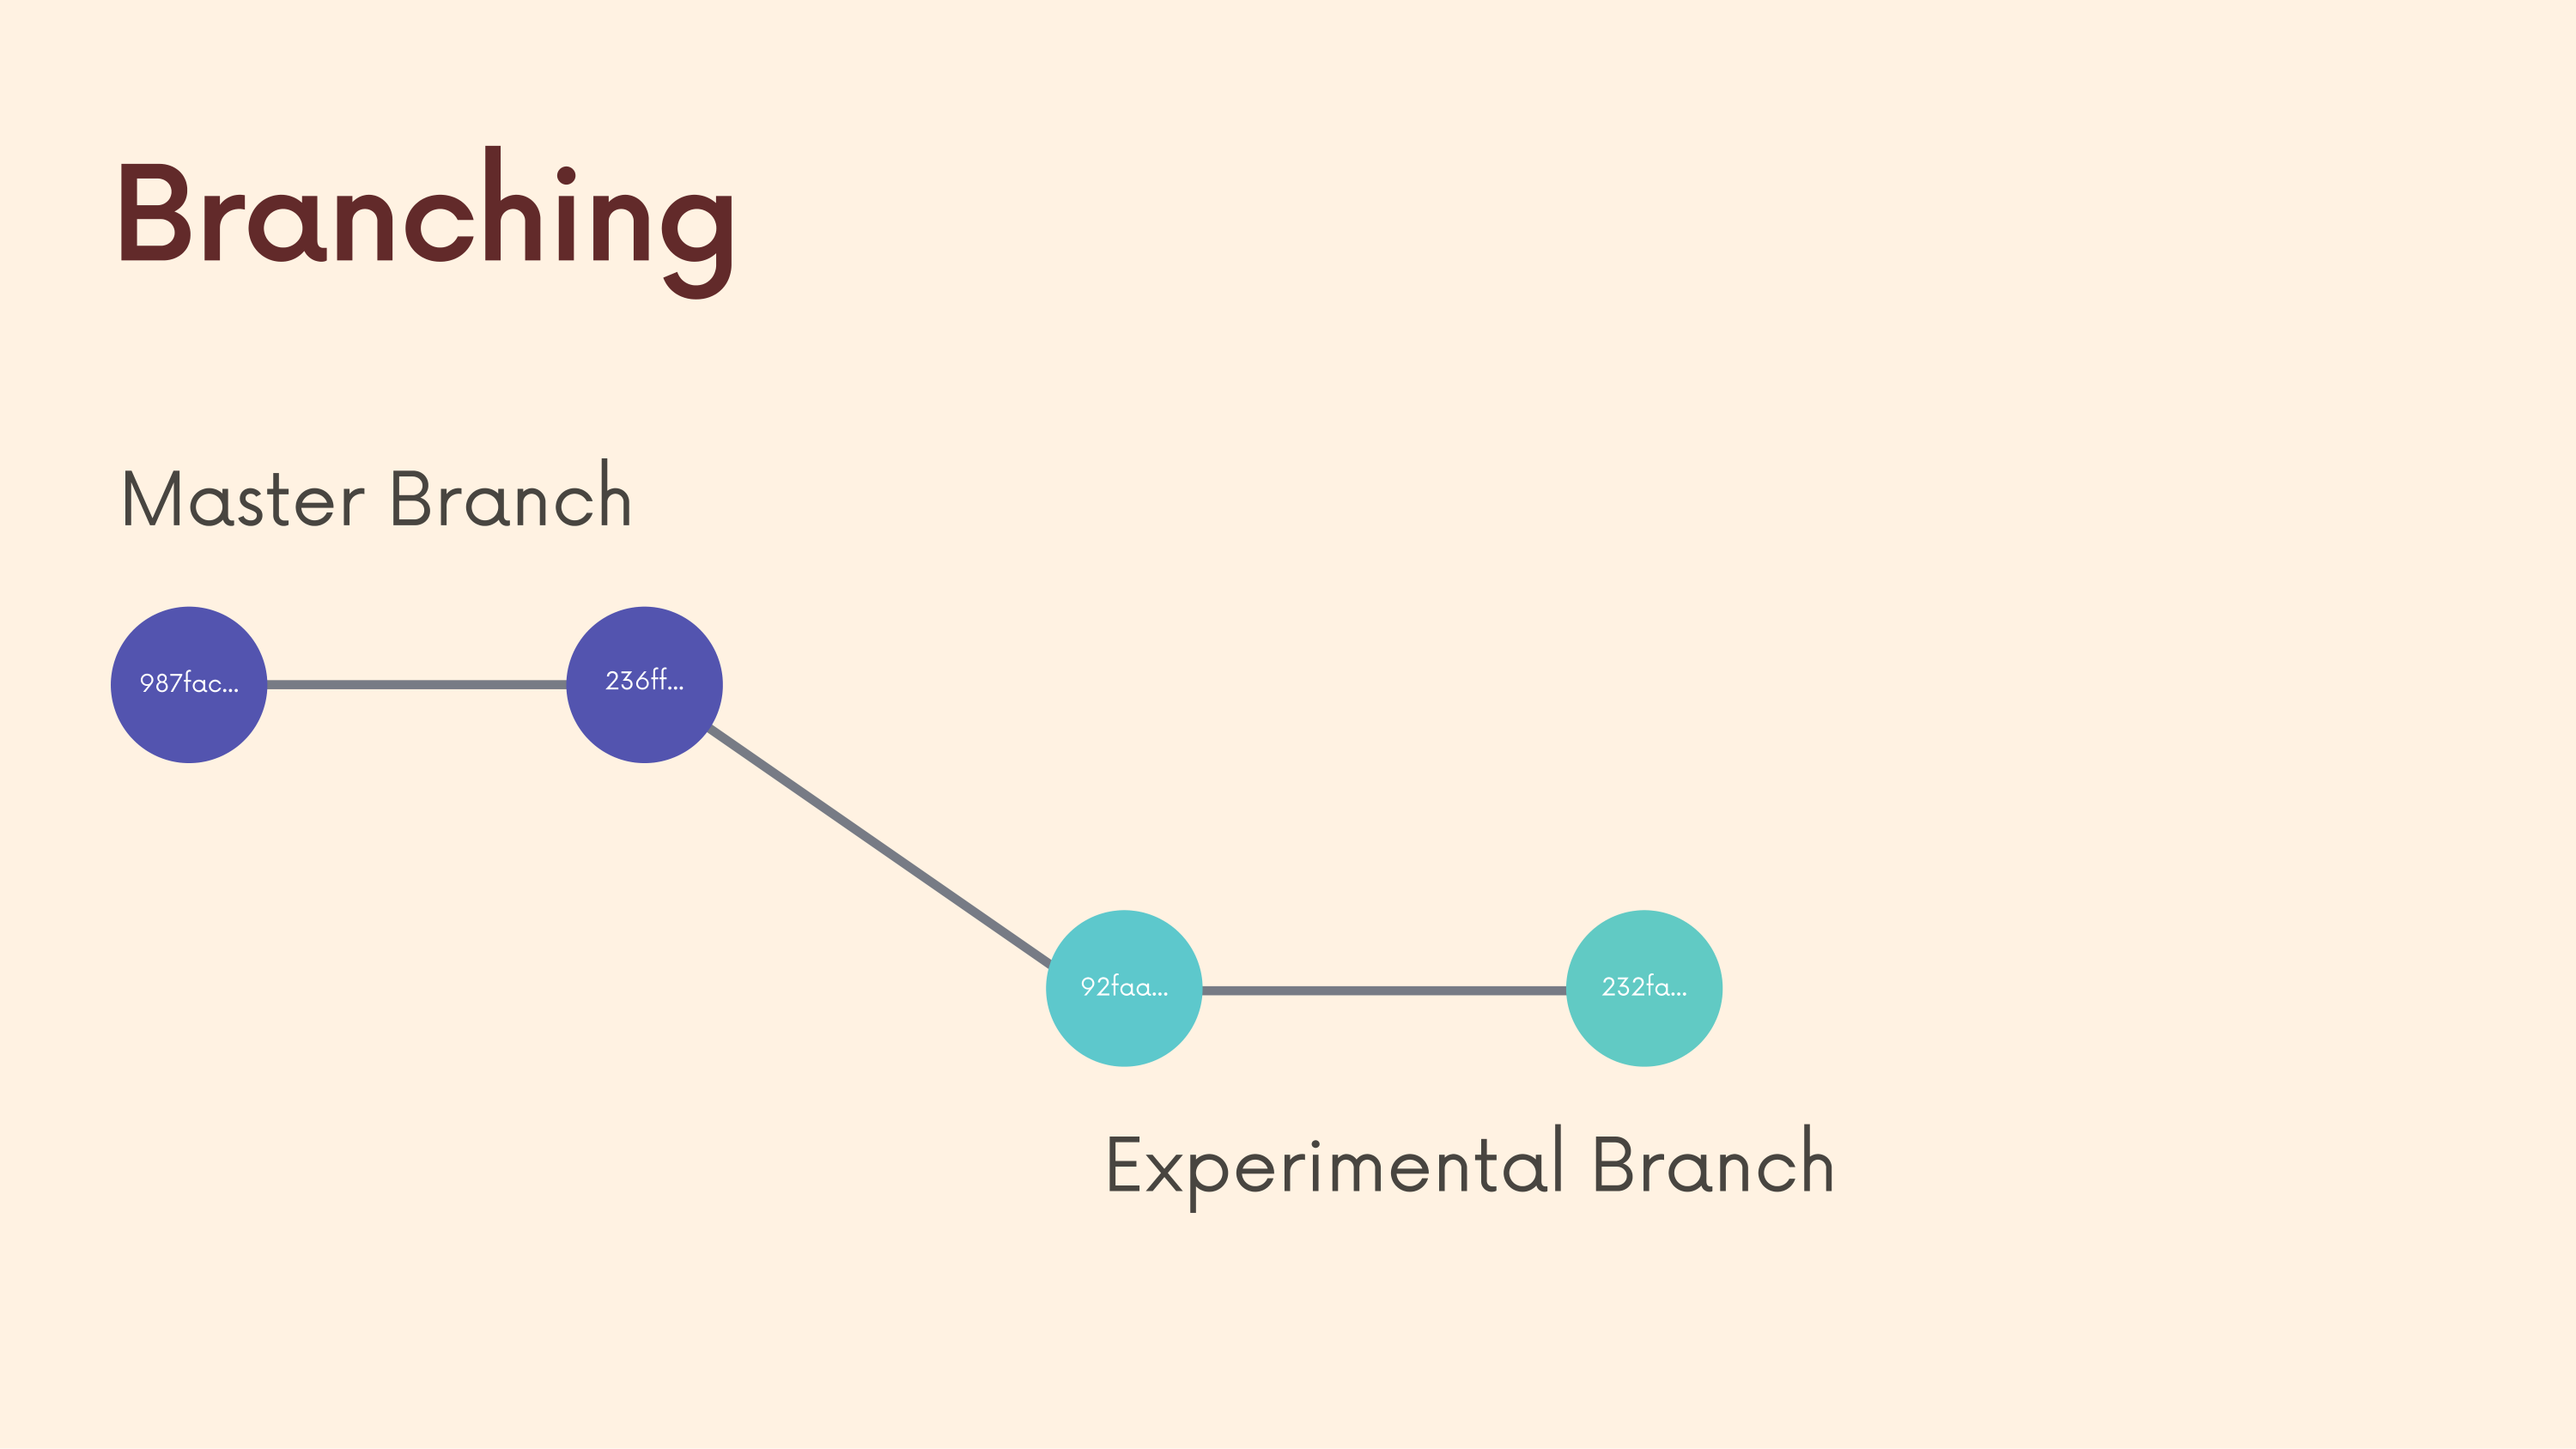 Branching
Master Branch
987fac...
236ff...
92faa...
232fa...
Experimental Branch